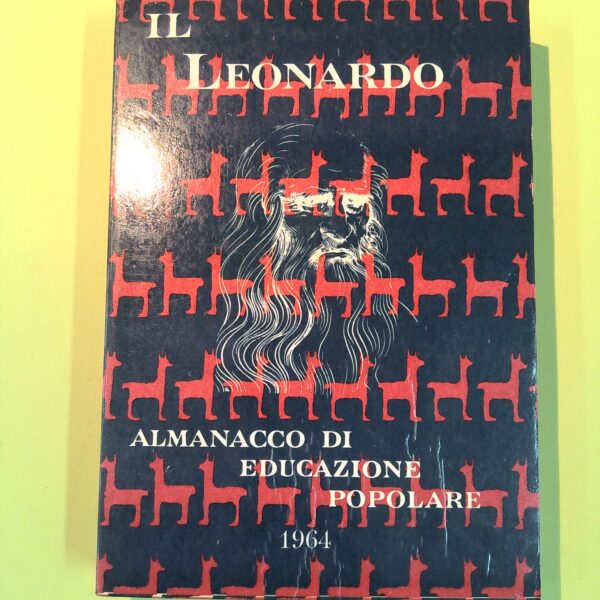 IL
LEONARDO
ALMANACCO DI
EDUCAZIONE
POPOLARE
1964